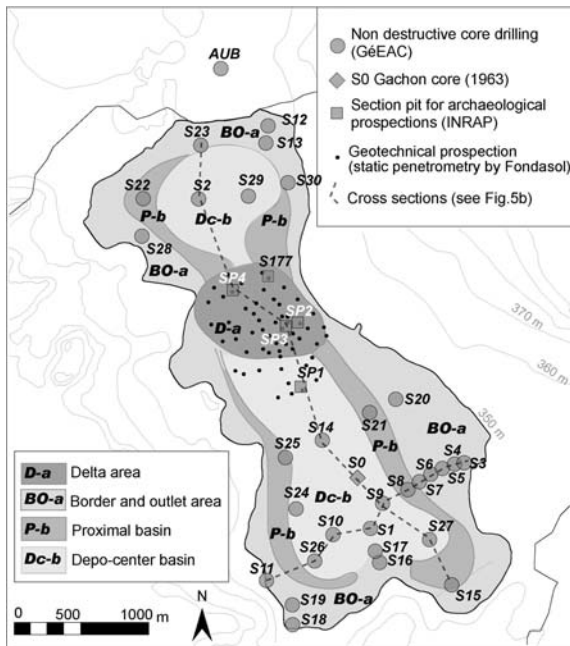 AUB
Non destructive core drilling
(GéEAC)
S0 Gachon core (1963)
Section pit for archaeological
prospections (INRAP)
Geotechnical prospection
(static penetrometry by Fondasol)
Cross sections (see Fig.5b)
S12
S23
BO-a
S13
S22
S2
S29
S30
P-b
Dc-b
P-b
S28
BO-a
S177
SP4
SP2
D-a
SP3
370 m
360 m
350 m
SP1
S20
S21
BO-a
S14
P-b
S25
S4
S6
S3
S0
S8
S5
S7
S9
S24
Dc-b
S10
S1
S27
P-b
S17
S26
S16
S11
S15
S19
BO-a
S18
D-a Delta area
BO-a Border and outlet area
P-b Proximal basin
Dc-b Depo-center basin
N
0 500 1000 m